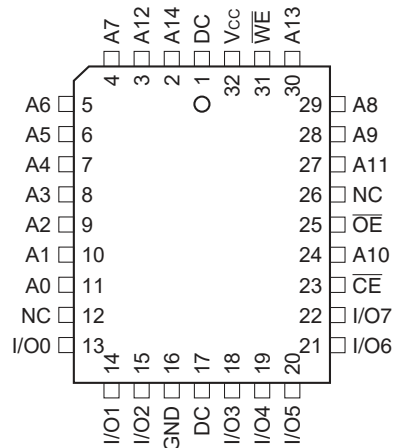 A7 A12 A14 DC VCC WE A13
4 3 2 1 32 31 30
A6 5 29 A8
A5 6 28 A9
A4 7 27 A11
A3 8 26 NC
A2 9 25 OE
A1 10 24 A10
A0 11 23 CE
NC 12 22 I/O7
I/O0 13 21 I/O6
14 15 16 17 18 19 20
I/O1 I/O2 GND DC I/O3 I/O4 I/O5